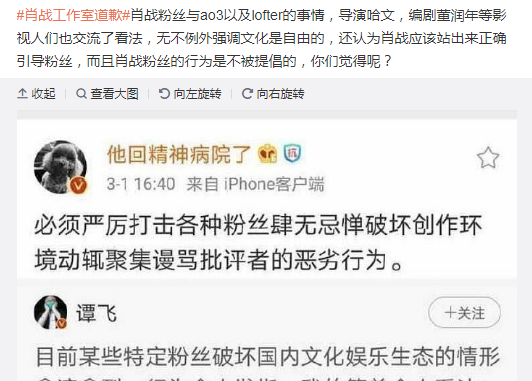 #肖战工作室道歉#肖战粉丝与ao3以及lofter的事情，导演哈文，编剧董润年等影
视人们也交流了看法，无不例外强调文化是自由的，还认为肖战应该站出来正确
引导粉丝，而且肖战粉丝的行为是不被提倡的，你们觉得呢？
收起 查看大图 向左旋转 向右旋转
他回精神病院了
3-1 16:40 来自 iPhone客户端
必须严厉打击各种粉丝肆无忌惮破坏创作环
境动辄聚集谩骂批评者的恶劣行为。
谭飞
+关注
目前某些特定粉丝破坏国内文化娱乐生态的情形